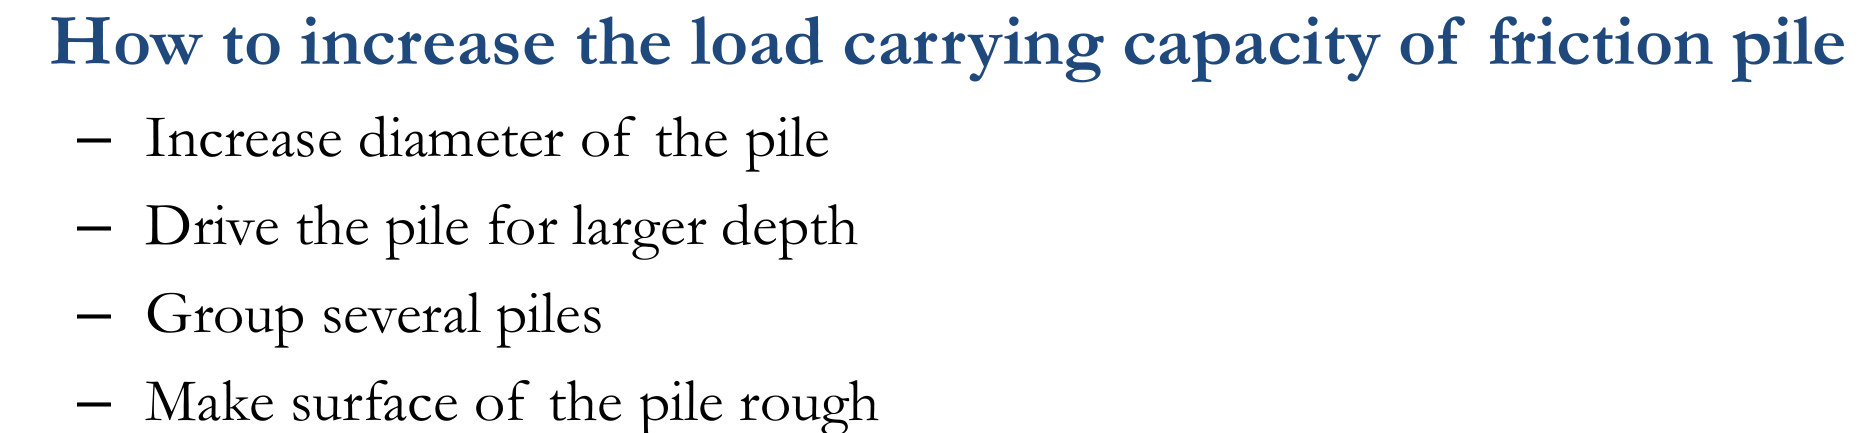 How to increase the load carrying capacity of friction pile
– Increase diameter of the pile
– Drive the pile for larger depth
– Group several piles
– Make surface of the pile rough